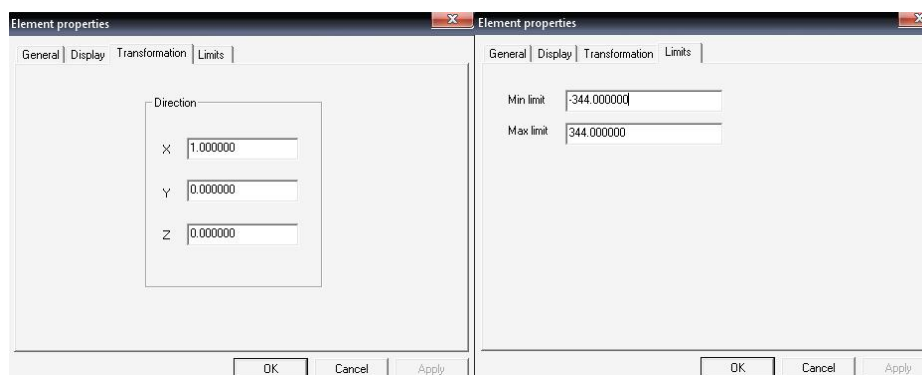 Element properties
General Display Transformation Limits
Direction
X 1.000000
Y 0.000000
Z 0.000000
OK Cancel Apply
Element properties
General Display Transformation Limits
Min limit -344.000000
Max limit 344.000000
OK Cancel Apply